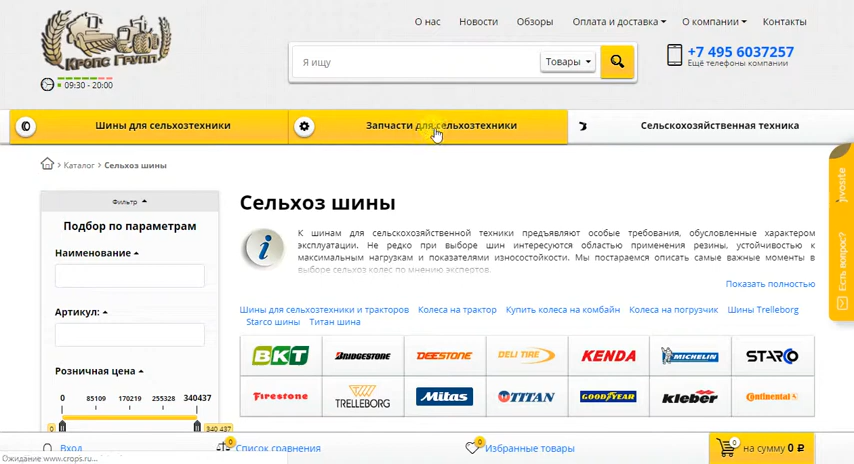 О нас Новости Обзоры Оплата и доставка О компании Контакты
Кропс Групп
Я ищу Товары
+7 495 6037257
Ещё телефоны компании
09:30 - 20:00
Шины для сельхозтехники Запчасти для сельхозтехники Сельскохозяйственная техника
Каталог > Сельхоз шины
Фильтр
Подбор по параметрам
Наименование
Артикул:
Розничная цена
0 85109 170219 255328 340437
0 340 437
Сельхоз шины
К шинам для сельскохозяйственной техники предъявляют особые требования, обусловленные характером
эксплуатации. Не редко при выборе шин интересуются областью применения резины, устойчивостью к
максимальным нагрузкам и показателями износостойкости. Мы постараемся описать самые важные моменты в
выборе сельхоз колес по мнению экспертов.
Показать полностью
Шины для сельхозтехники и тракторов Колеса на трактор Купить колеса на комбайн Колеса на погрузчик Шины Trelleborg
Starco шины Титан шина
BKT BRIDGESTONE DEESTONE DELI TIRE KENDA MICHELIN STARCO
Firestone TRELLEBORG Mitas TITAN GOODYEAR kleber Continental
jivosite
Есть вопрос?
Вход 0 Список сравнения 0 Избранные товары 0 на сумму 0 ₽
Ожидание www.crops.ru...